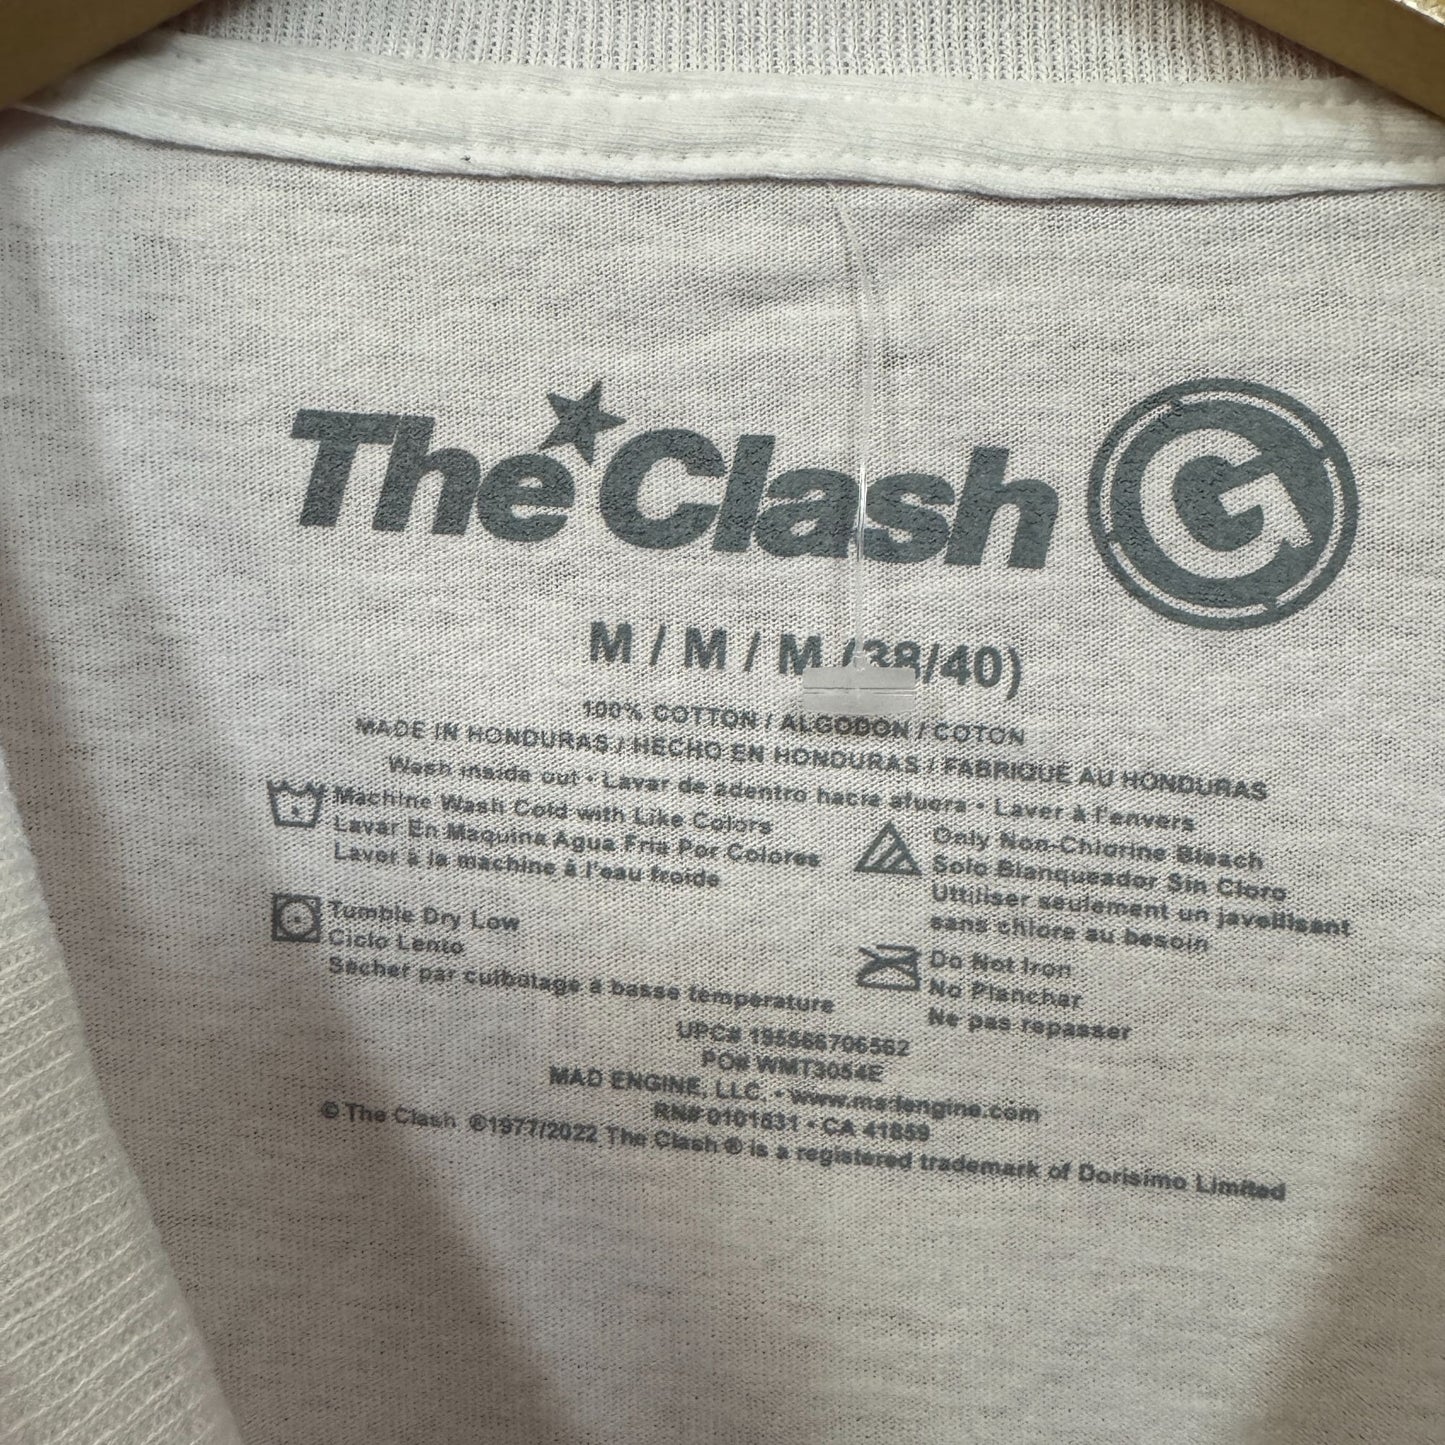 The Clash
G
M / M / M (38/40)
100% COTTON / ALGODON / COTON
MADE IN HONDURAS / HECHO EN HONDURAS / FABRIQUÉ AU HONDURAS
Wash inside out • Lavar de adentro hacia afuera • Laver à l'envers
Machine Wash Cold with Like Colors
Lavar En Maquina Agua Fria Por Colores
Laver à la machine à l'eau froide
Only Non-Chlorine Bleach
Solo Blanqueador Sin Cloro
Uttiliser seulement un javellisant
sans chlore au besoin
Tumble Dry Low
Ciclo Lento
Sécher par culbutage à basse température
Do Not Iron
No Planchar
Ne pas repasser
UPC# 195566706562
PO# WMT3054E
MAD ENGINE, LLC. • www.madengine.com
RN# 0101531 • CA 41859
© The Clash ℗1977/2022 The Clash ® is a registered trademark of Dorisimo Limited